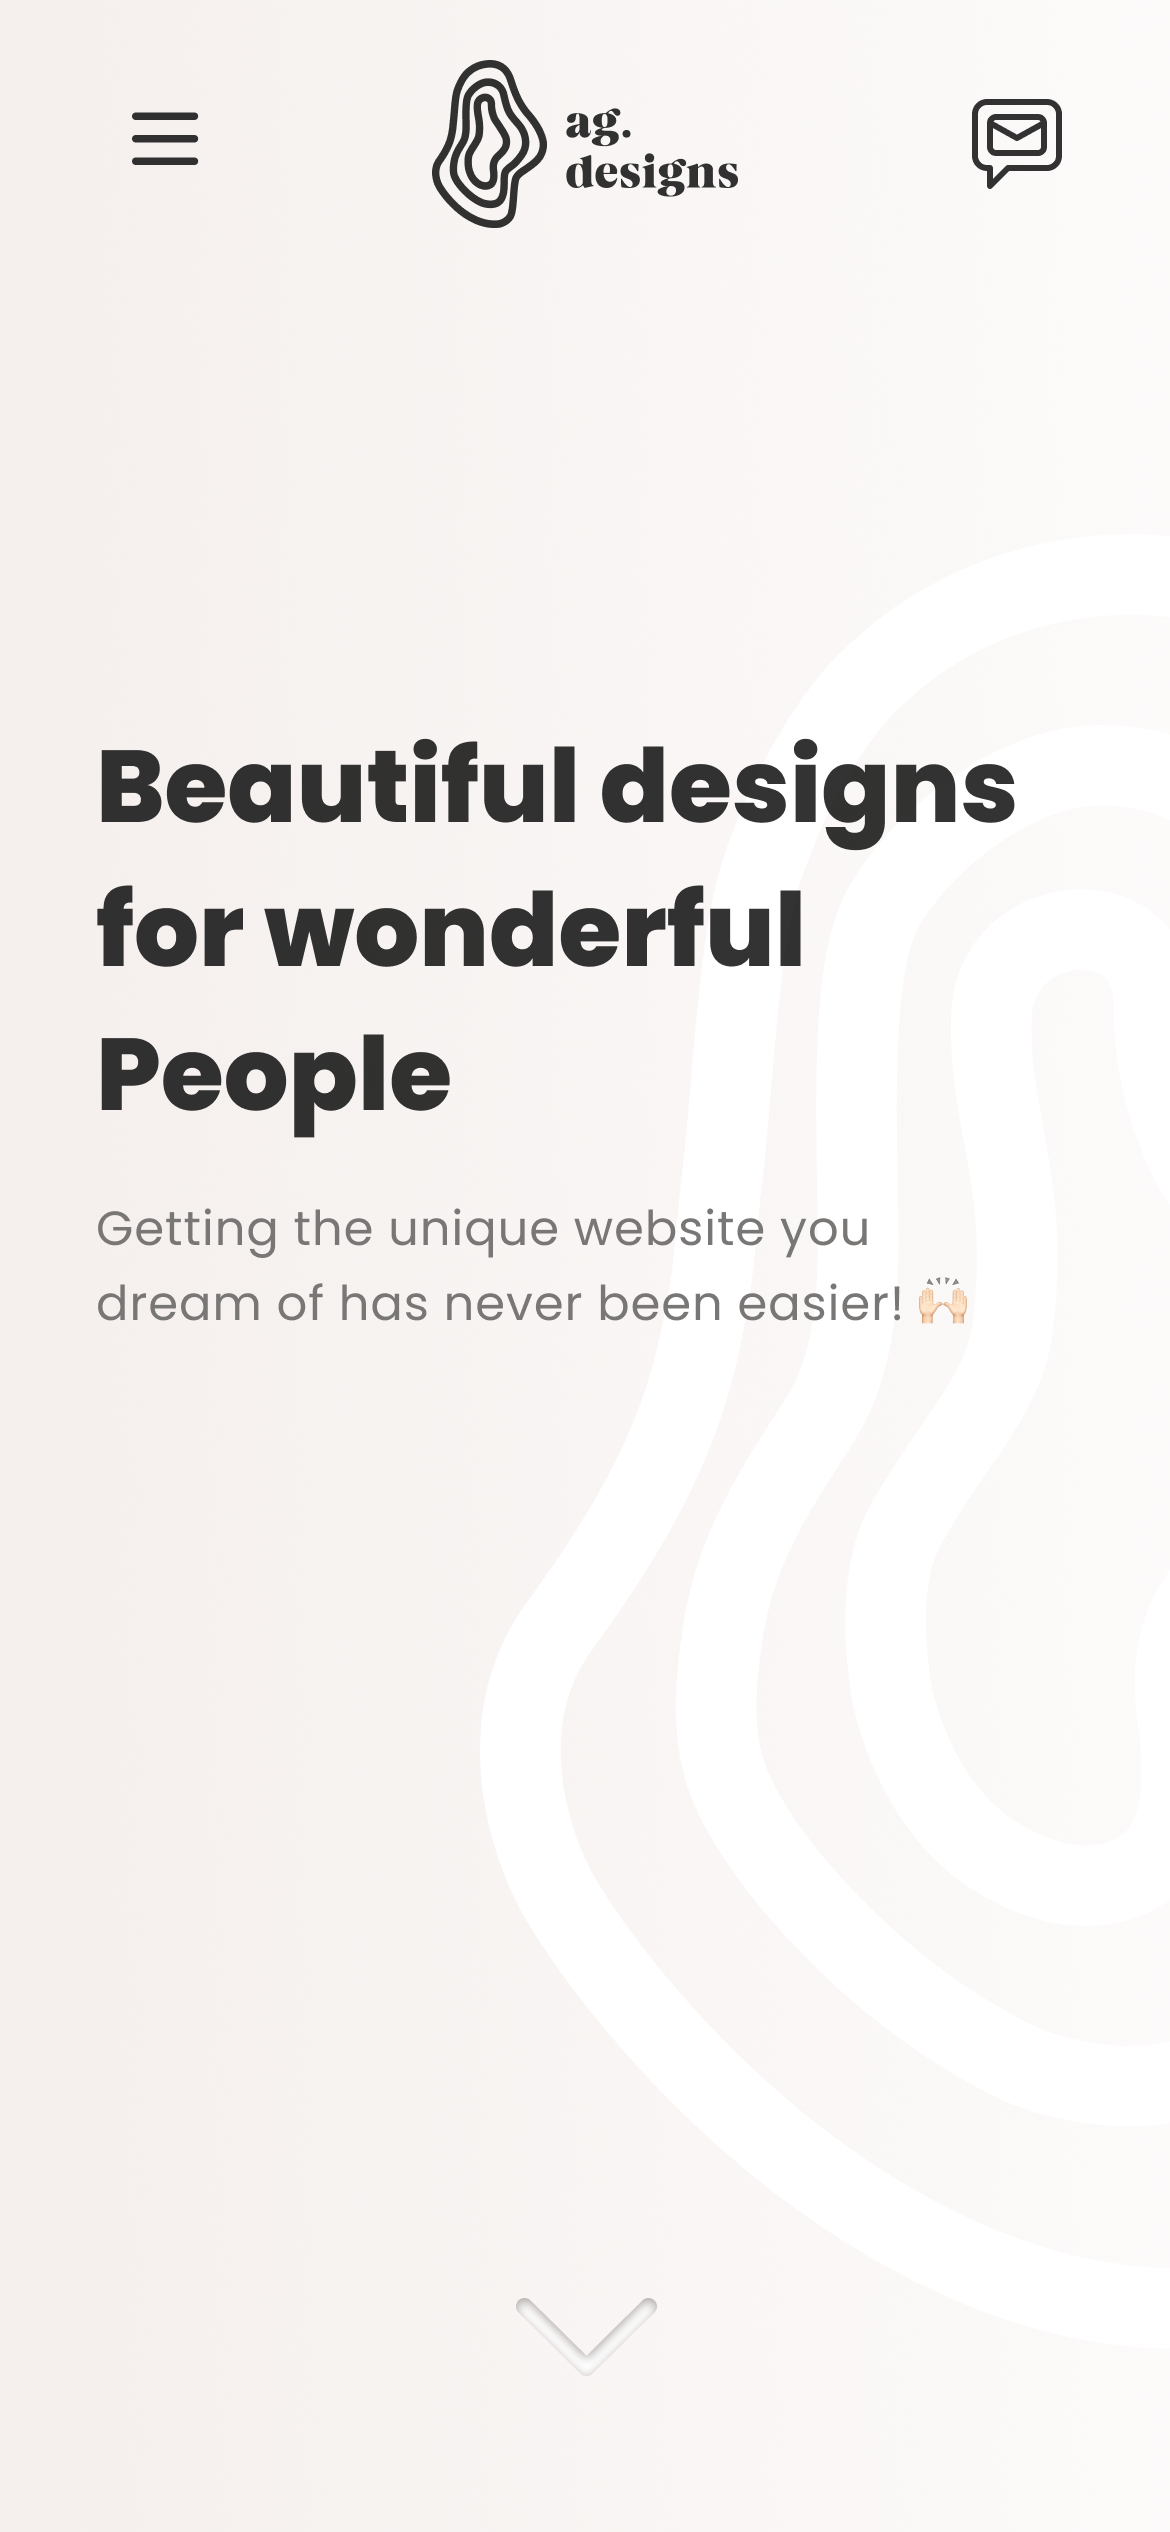 ag.
designs
Beautiful designs
for wonderful
People
Getting the unique website you
dream of has never been easier! 🙌🏻